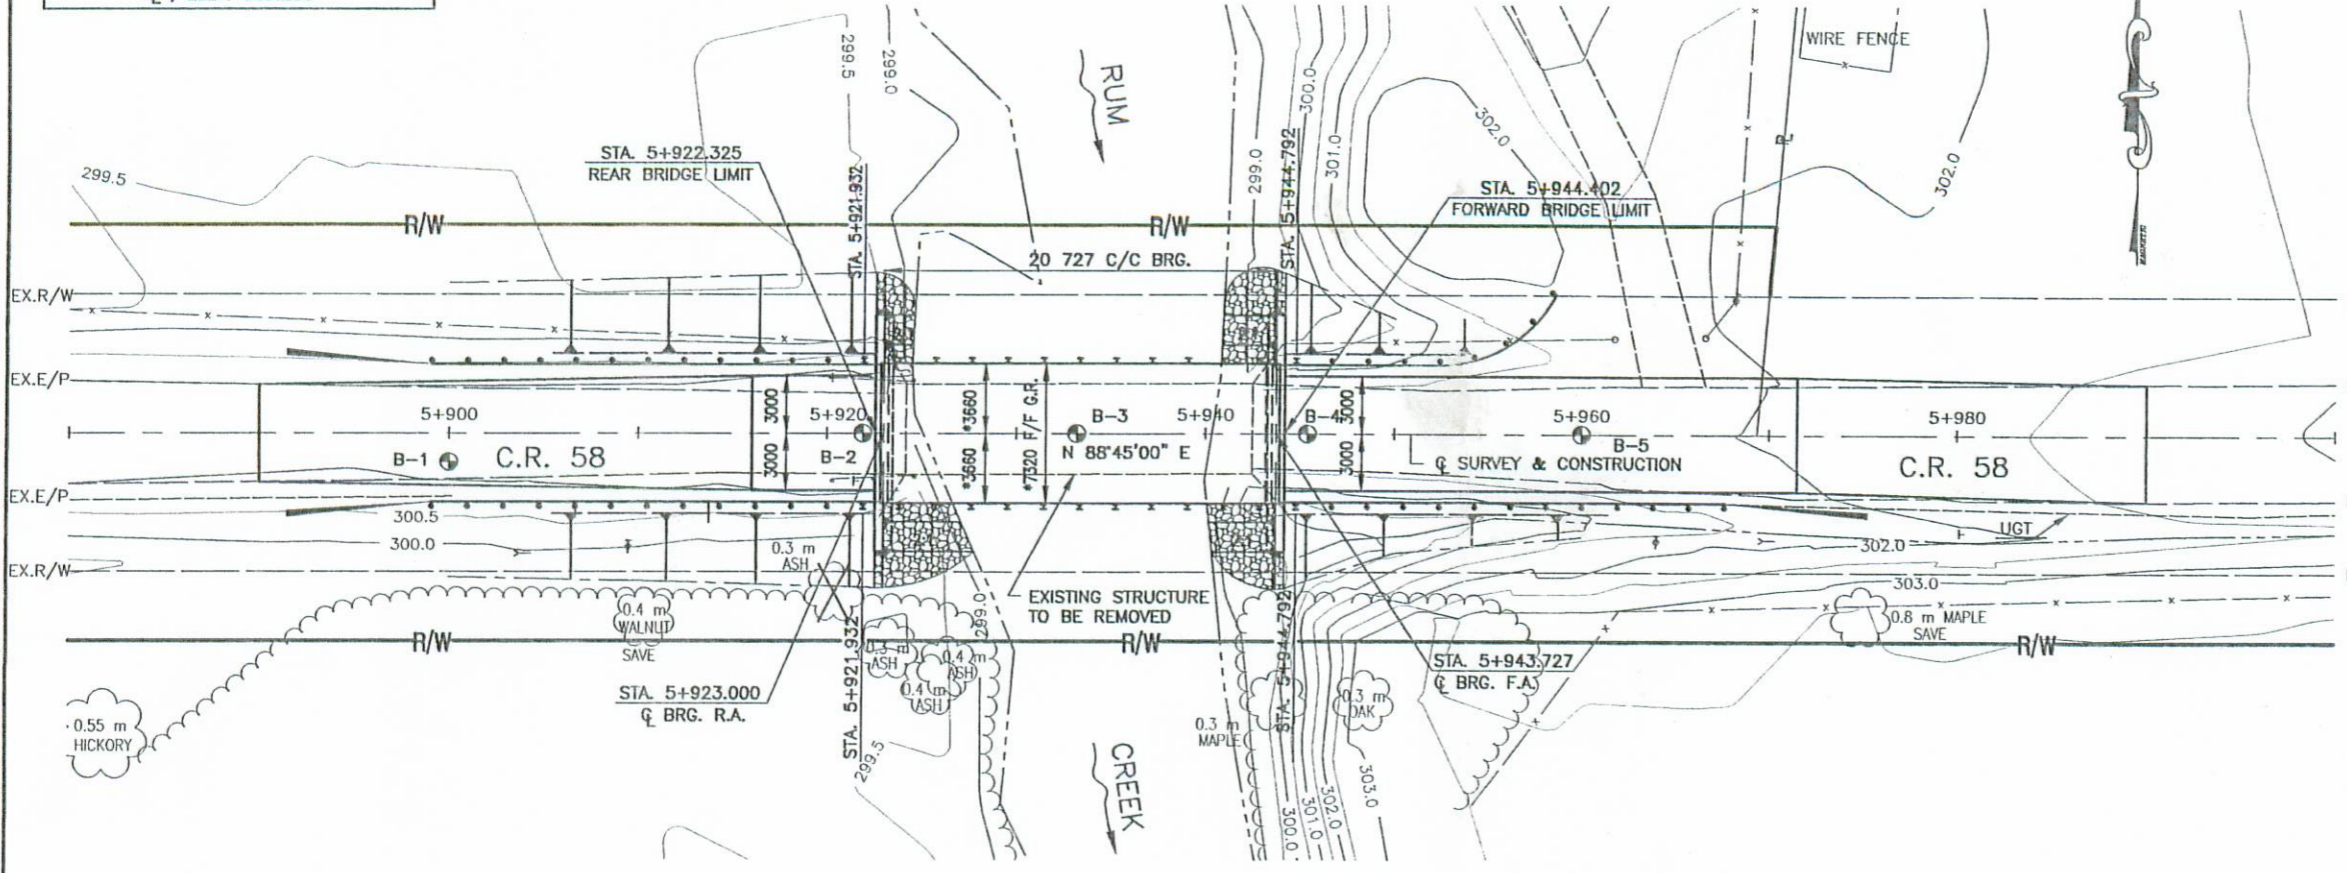 WIRE FENCE
299.5
299.0
RUM
300.0
302.0
299.5
STA. 5+922.325
REAR BRIDGE LIMIT
STA. 5+921.932
299.0
STA. 5+944.792
301.0
STA. 5+944.402
FORWARD BRIDGE LIMIT
302.0
R/W
R/W
20 727 C/C BRG.
EX.R/W
EX.E/P
5+900
3000
5+920
*3660
*7320 F/F G.R.
B-3
5+940
B-4
3000
5+960
5+980
B-1
C.R. 58
3000
B-2
*3660
N 88°45'00" E
3000
B-5
℄ SURVEY & CONSTRUCTION
C.R. 58
EX.E/P
300.5
300.0
UGT
302.0
0.3 m
ASH
EX.R/W
303.0
EXISTING STRUCTURE
TO BE REMOVED
0.4 m
WALNUT
SAVE
299.0
0.8 m MAPLE
SAVE
R/W
R/W
R/W
STA. 5+921.932
0.3 m
ASH
0.4 m
ASH
0.4 m
ASH
STA. 5+944.792
STA. 5+943.727
℄ BRG. F.A.
STA. 5+923.000
℄ BRG. R.A.
0.3 m
OAK
0.55 m
HICKORY
0.3 m
MAPLE
299.5
CREEK
300.0
301.0
302.0
303.0